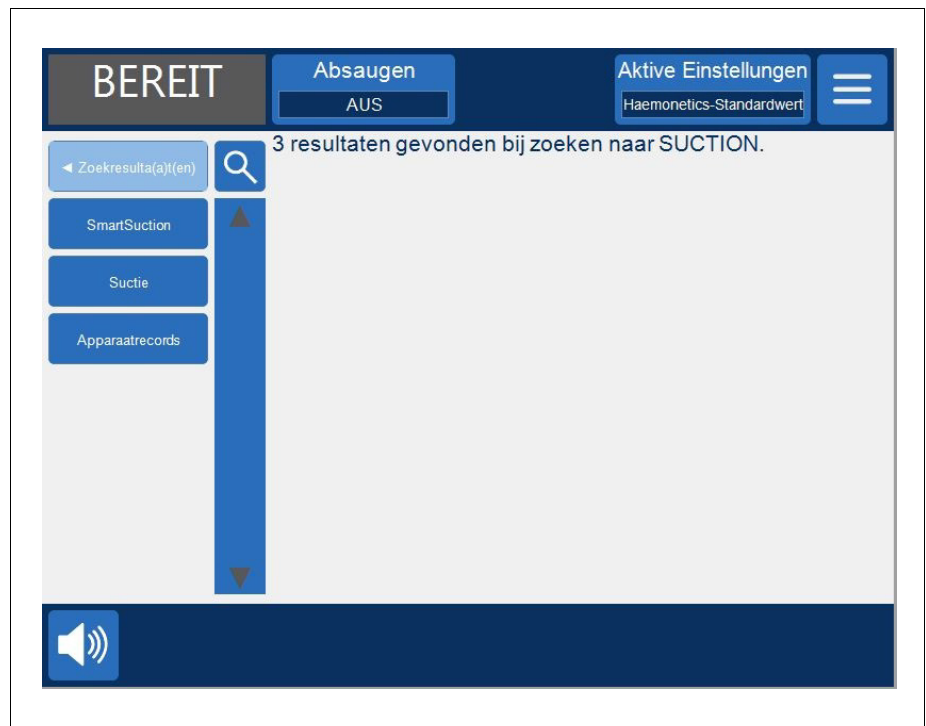 BEREIT
Absaugen
AUS
Aktive Einstellungen
Haemonetics-Standardwert
◄ Zoekresulta(a)t(en)
3 resultaten gevonden bij zoeken naar SUCTION.
SmartSuction
Suctie
Apparaatrecords